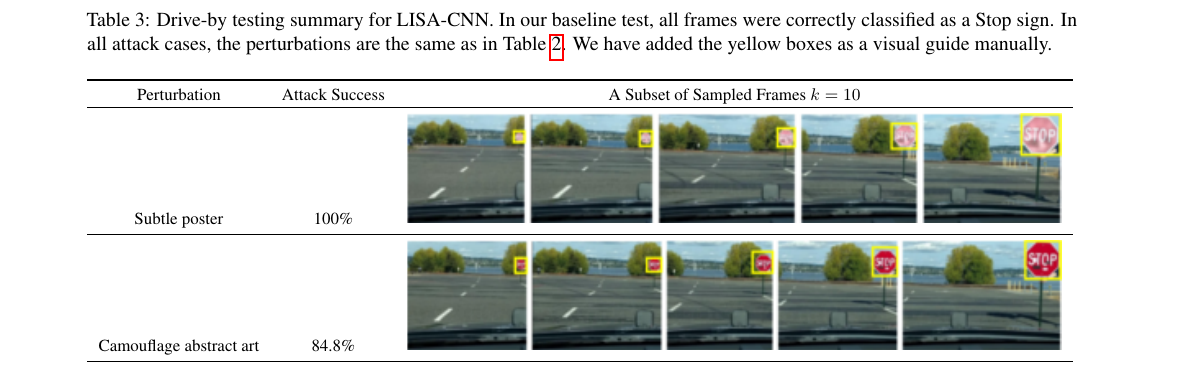 Table 3: Drive-by testing summary for LISA-CNN. In our baseline test, all frames were correctly classified as a Stop sign. In
all attack cases, the perturbations are the same as in Table 2. We have added the yellow boxes as a visual guide manually.
Perturbation Attack Success A Subset of Sampled Frames k = 10
STOP
Subtle poster 100%
STOP STOP
Camouflage abstract art 84.8%